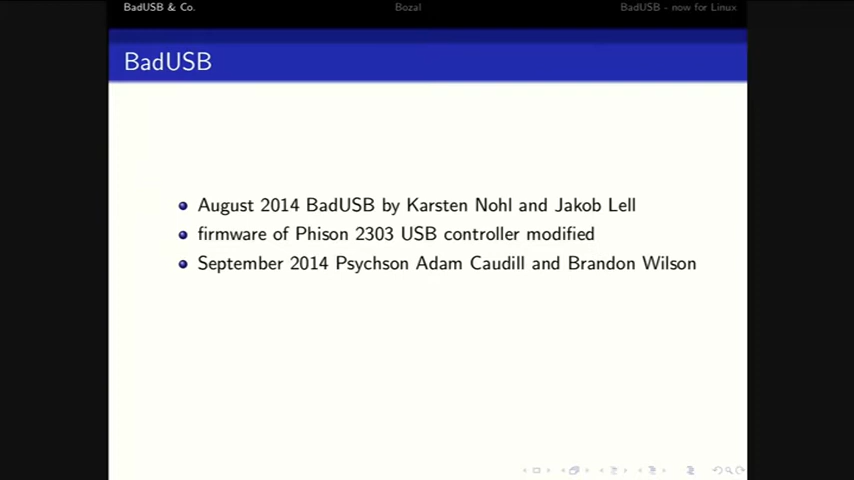 BadUSB & Co.
Bozal
BadUSB - now for Linux
BadUSB
August 2014 BadUSB by Karsten Nohl and Jakob Lell
firmware of Phison 2303 USB controller modified
September 2014 Psychson Adam Caudill and Brandon Wilson